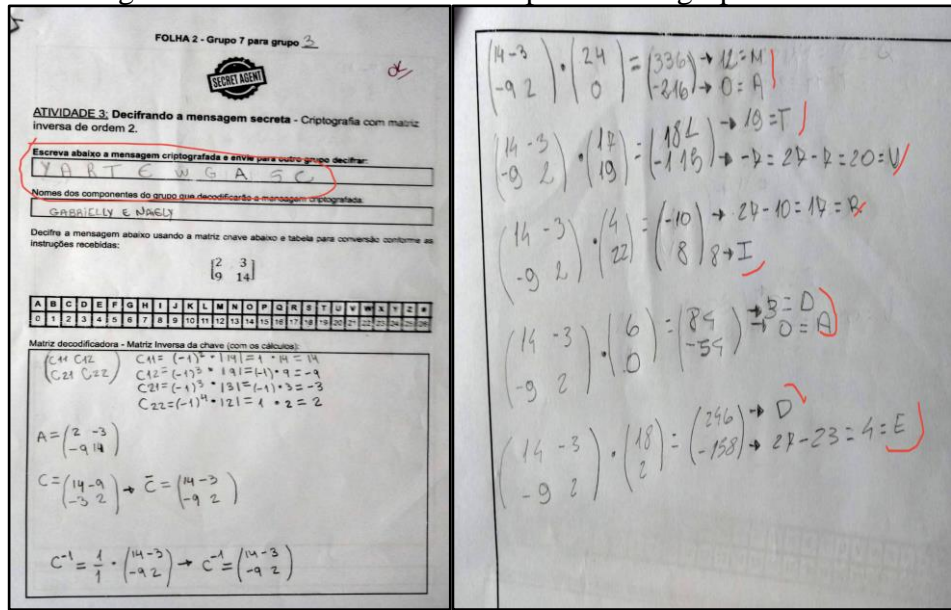 FOLHA 2 - Grupo 7 para grupo 3
SECRET AGENT
ok
ATIVIDADE 3: Decifrando a mensagem secreta - Criptografia com matriz
inversa de ordem 2.
Escreva abaixo a mensagem criptografada e envie para outro grupo decifrar:
Y A R T E W G A S C
Nomes dos componentes do grupo que decodificarão a mensagem criptografada:
GABRIELLY E NAELY
Decifre a mensagem abaixo usando a matriz chave abaixo e tabela para conversão conforme as
instruções recebidas:
[2 3]
[9 14]
A B C D E F G H I J K L M N O P Q R S T U V W X Y Z *
0 1 2 3 4 5 6 7 8 9 10 11 12 13 14 15 16 17 18 19 20 21 22 23 24 25 26
Matriz decodificadora - Matriz Inversa da chave (com os cálculos):
(C11 C12) C11 = (-1)² • |14| = 1 • 14 = 14
(C21 C22) C12 = (-1)³ • |9| = (-1) • 9 = -9
C21 = (-1)³ • |3| = (-1) • 3 = -3
C22 = (-1)⁴ • |2| = 1 • 2 = 2
A = (2 -3)
(-9 14)
C = (14 -9) → C̄ = (14 -3)
(-3 2) (-9 2)
C⁻¹ = 1/1 • (14 -3) → C⁻¹ = (14 -3)
(-9 2) (-9 2)
(14 -3) • (24) = (336) → 12 = M
(-9 2) (0) (-216) → 0 = A
(14 -3) • (17) = (181) → 19 = T
(-9 2) (19) (-115) → -7 = 27 - 7 = 20 = U
(14 -3) • (4) = (-10) → 27 - 10 = 17 = R
(-9 2) (22) (8) 8 → I
(14 -3) • (6) = (84) → 3 = D
(-9 2) (0) (-54) → 0 = A
(14 -3) • (18) = (246) → D
(-9 2) (2) (-158) → 27 - 23 = 4 = E